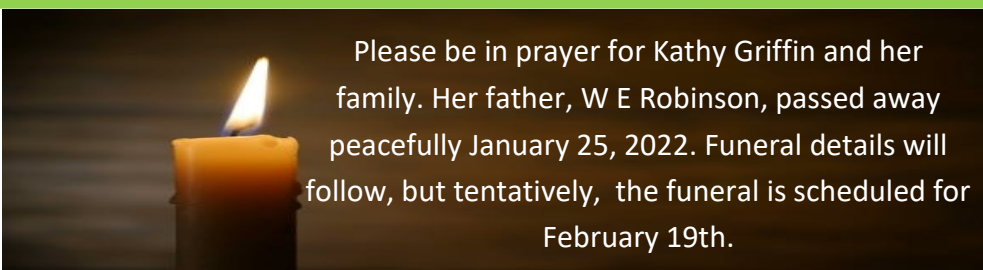 Please be in prayer for Kathy Griffin and her
family. Her father, W E Robinson, passed away
peacefully January 25, 2022. Funeral details will
follow, but tentatively,  the funeral is scheduled for
February 19th.